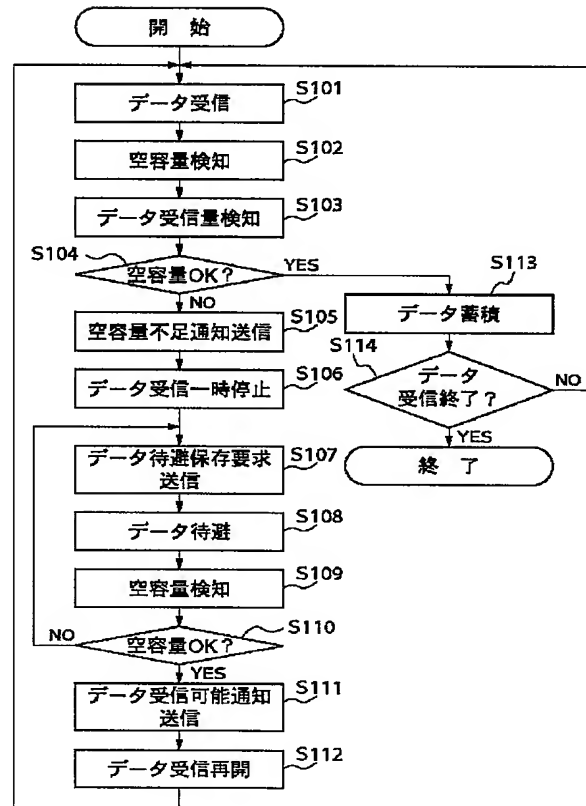 開 始
S101
データ受信
S102
空容量検知
S103
データ受信量検知
S104
空容量OK?
YES
NO
S105
空容量不足通知送信
S106
データ受信一時停止
S107
データ待避保存要求
送信
S108
データ待避
S109
空容量検知
S110
空容量OK?
NO
YES
S111
データ受信可能通知
送信
S112
データ受信再開
S113
データ蓄積
S114
データ
受信終了?
NO
YES
終 了